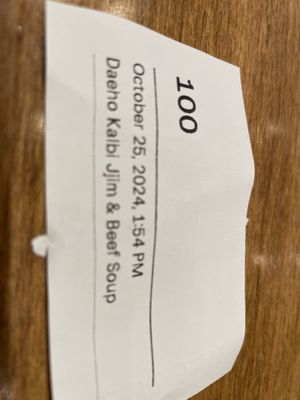 100
October 25, 2024, 1:54 PM
Daeho Kalbi Jjim & Beef Soup